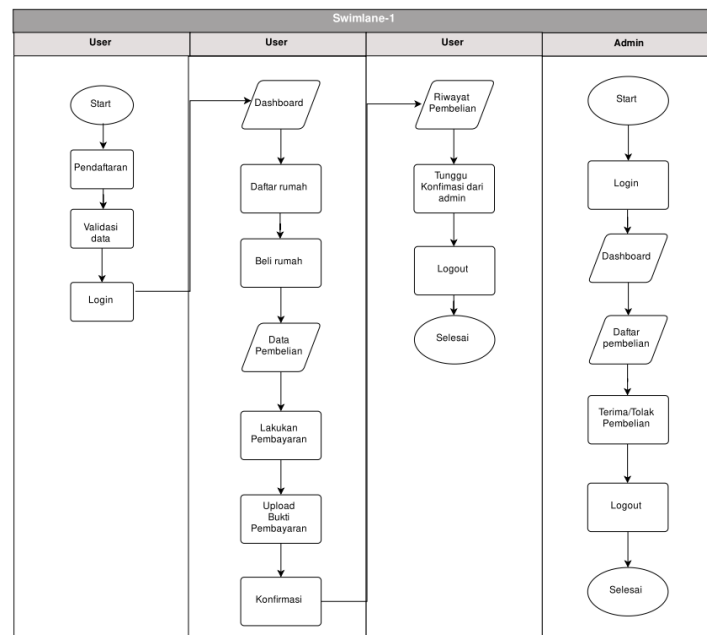 Swimlane-1
User
User
User
Admin
Start
Pendaftaran
Validasi
data
Login
Dashboard
Daftar rumah
Beli rumah
Data
Pembelian
Lakukan
Pembayaran
Upload
Bukti
Pembayaran
Konfirmasi
Riwayat
Pembelian
Tunggu
Konfimasi dari
admin
Logout
Selesai
Start
Login
Dashboard
Daftar
pembelian
Terima/Tolak
Pembelian
Logout
Selesai